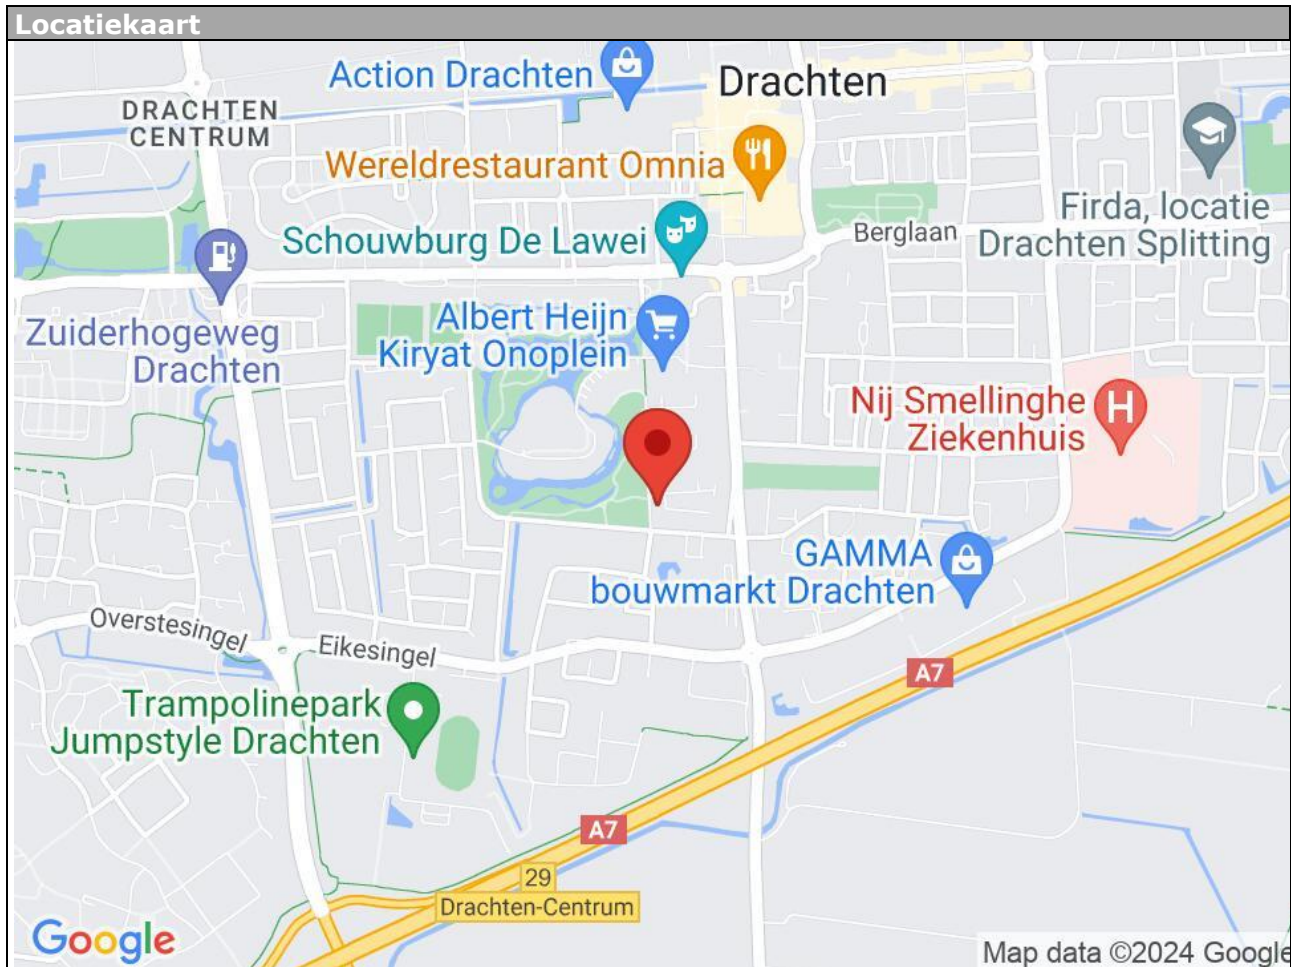 Locatiekaart
Action Drachten
Drachten
DRACHTEN
CENTRUM
Wereldrestaurant Omnia
Firda, locatie
Drachten Splitting
Berglaan
Schouwburg De Lawei
Albert Heijn
Kiryat Onoplein
Zuiderhogeweg
Drachten
Nij Smellinghe
Ziekenhuis
H
GAMMA
bouwmarkt Drachten
Overstesingel
Eikesingel
A7
Trampolinepark
Jumpstyle Drachten
A7
29
Drachten-Centrum
Google
Map data ©2024 Google